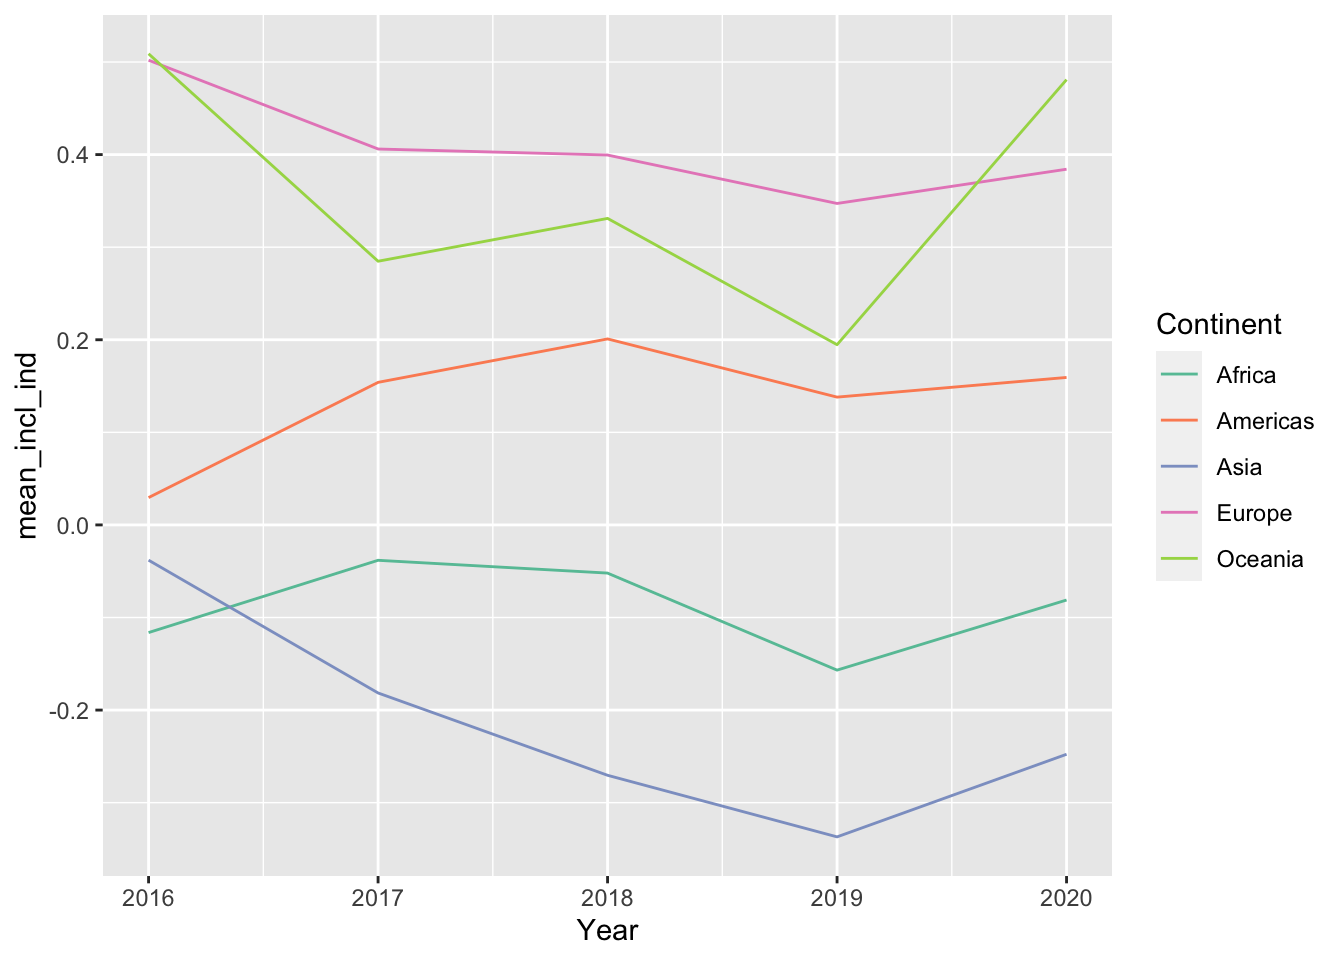 mean_incl_ind
0.4
0.2
0.0
-0.2
2016 2017 2018 2019 2020
Year
Continent
Africa
Americas
Asia
Europe
Oceania